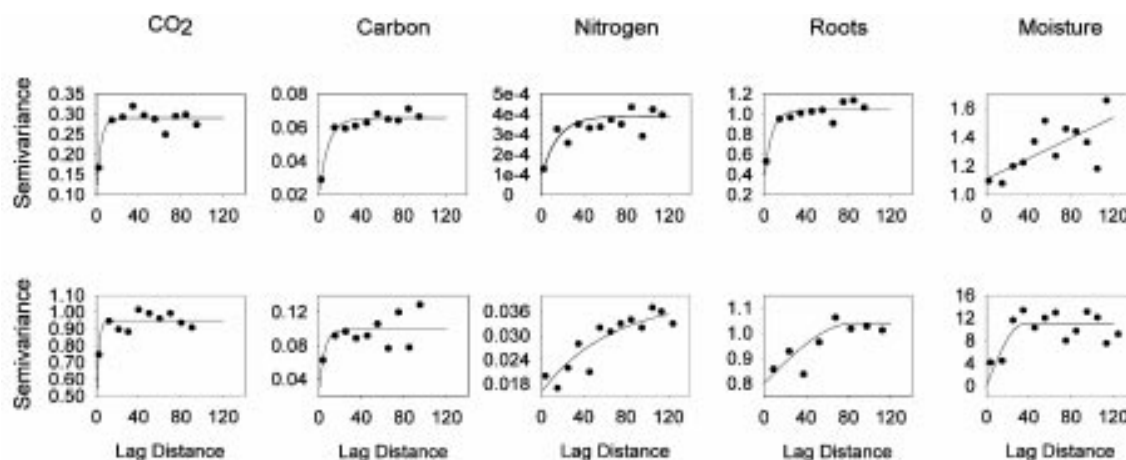 CO2 Carbon Nitrogen Roots Moisture
Semivariance
0.35 0.30 0.25 0.20 0.15 0.10
0 40 80 120
0.08 0.06 0.04 0.02
0 40 80 120
5e-4 4e-4 3e-4 2e-4 1e-4 0
0 40 80 120
1.2 1.0 0.8 0.6 0.4 0.2
0 40 80 120
1.6 1.4 1.2 1.0
0 40 80 120
Semivariance
1.10 1.00 0.90 0.80 0.70 0.60 0.50
0 40 80 120
0.12 0.08 0.04
0 40 80 120
0.036 0.030 0.024 0.018
0 40 80 120
1.1 1.0 0.9 0.8
0 40 80 120
16 12 8 4 0
0 40 80 120
Lag Distance Lag Distance Lag Distance Lag Distance Lag Distance